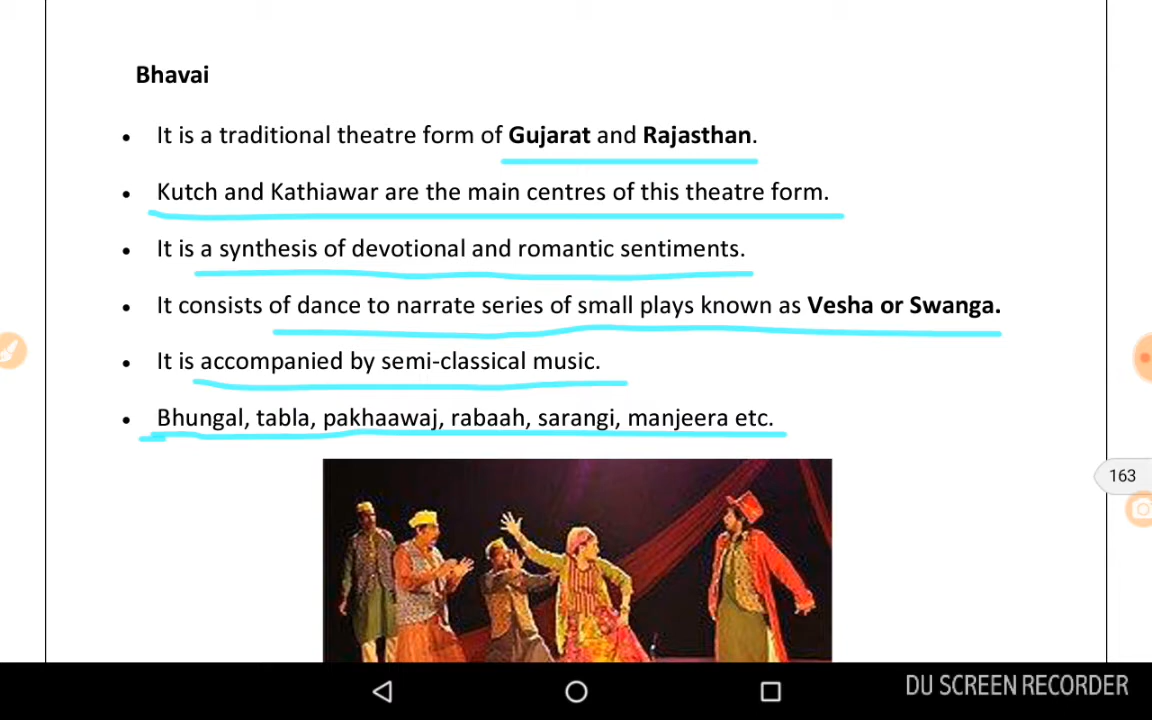 Bhavai
• It is a traditional theatre form of Gujarat and Rajasthan.
• Kutch and Kathiawar are the main centres of this theatre form.
• It is a synthesis of devotional and romantic sentiments.
• It consists of dance to narrate series of small plays known as Vesha or Swanga.
• It is accompanied by semi-classical music.
• Bhungal, tabla, pakhaawaj, rabaah, sarangi, manjeera etc.
163
DU SCREEN RECORDER